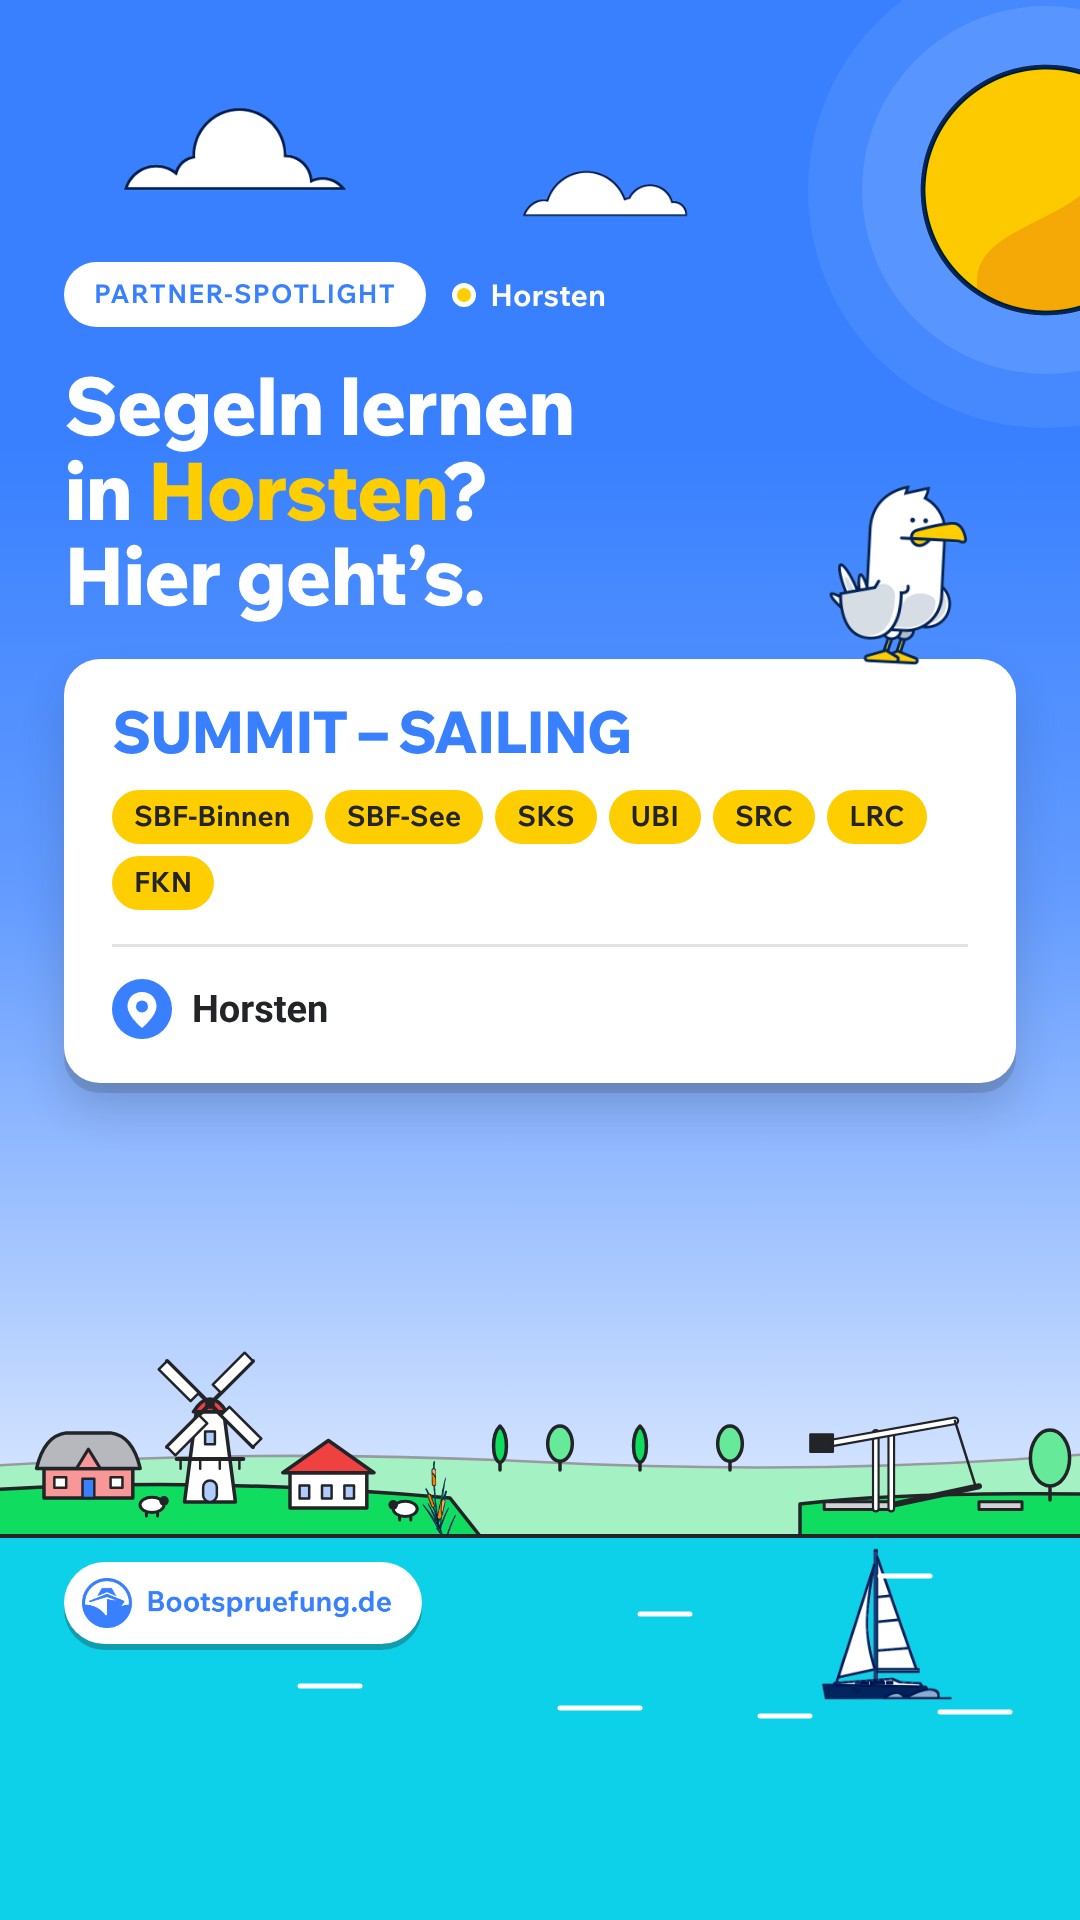 PARTNER-SPOTLIGHT
Horsten
Segeln lernen
in Horsten?
Hier geht’s.
SUMMIT – SAILING
SBF-Binnen SBF-See SKS UBI SRC LRC
FKN
Horsten
Bootspruefung.de